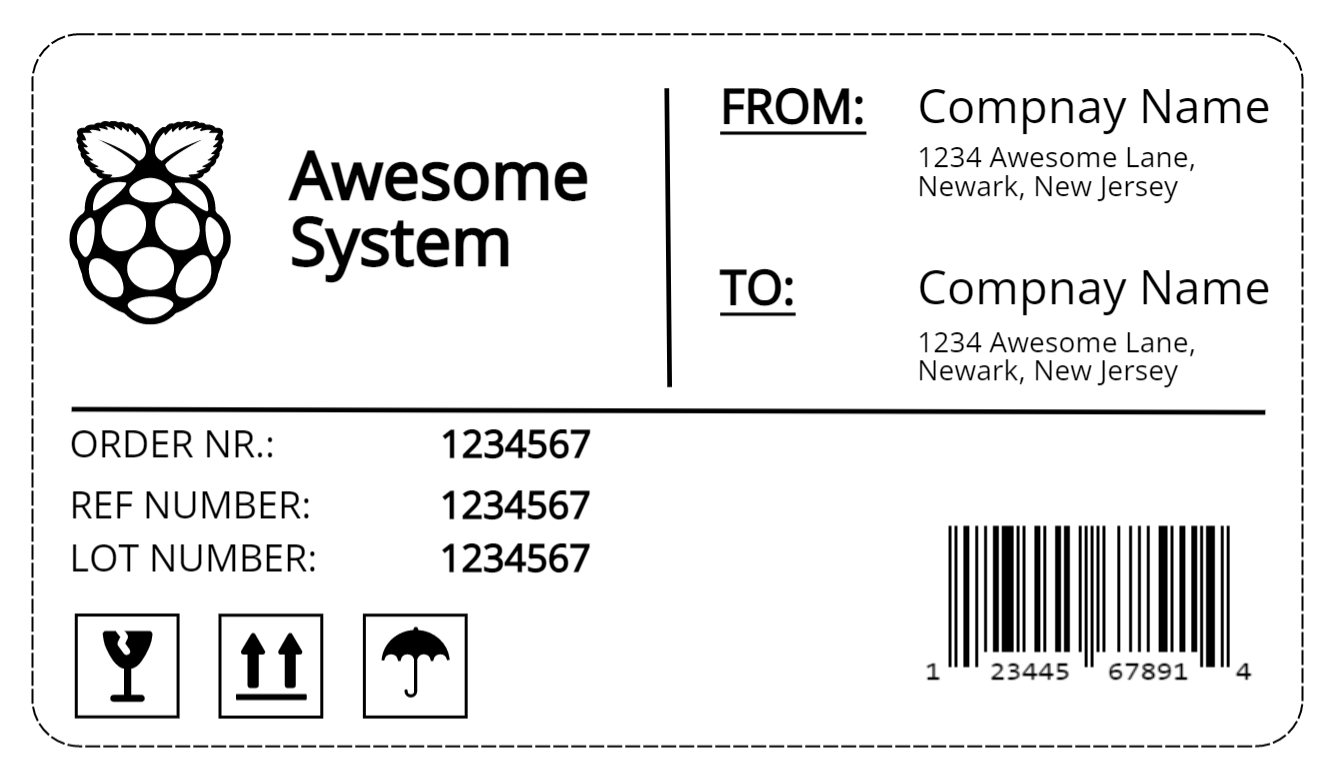 Awesome
System
FROM: Compnay Name
1234 Awesome Lane,
Newark, New Jersey
TO: Compnay Name
1234 Awesome Lane,
Newark, New Jersey
ORDER NR.: 1234567
REF NUMBER: 1234567
LOT NUMBER: 1234567
1 23445 67891 4